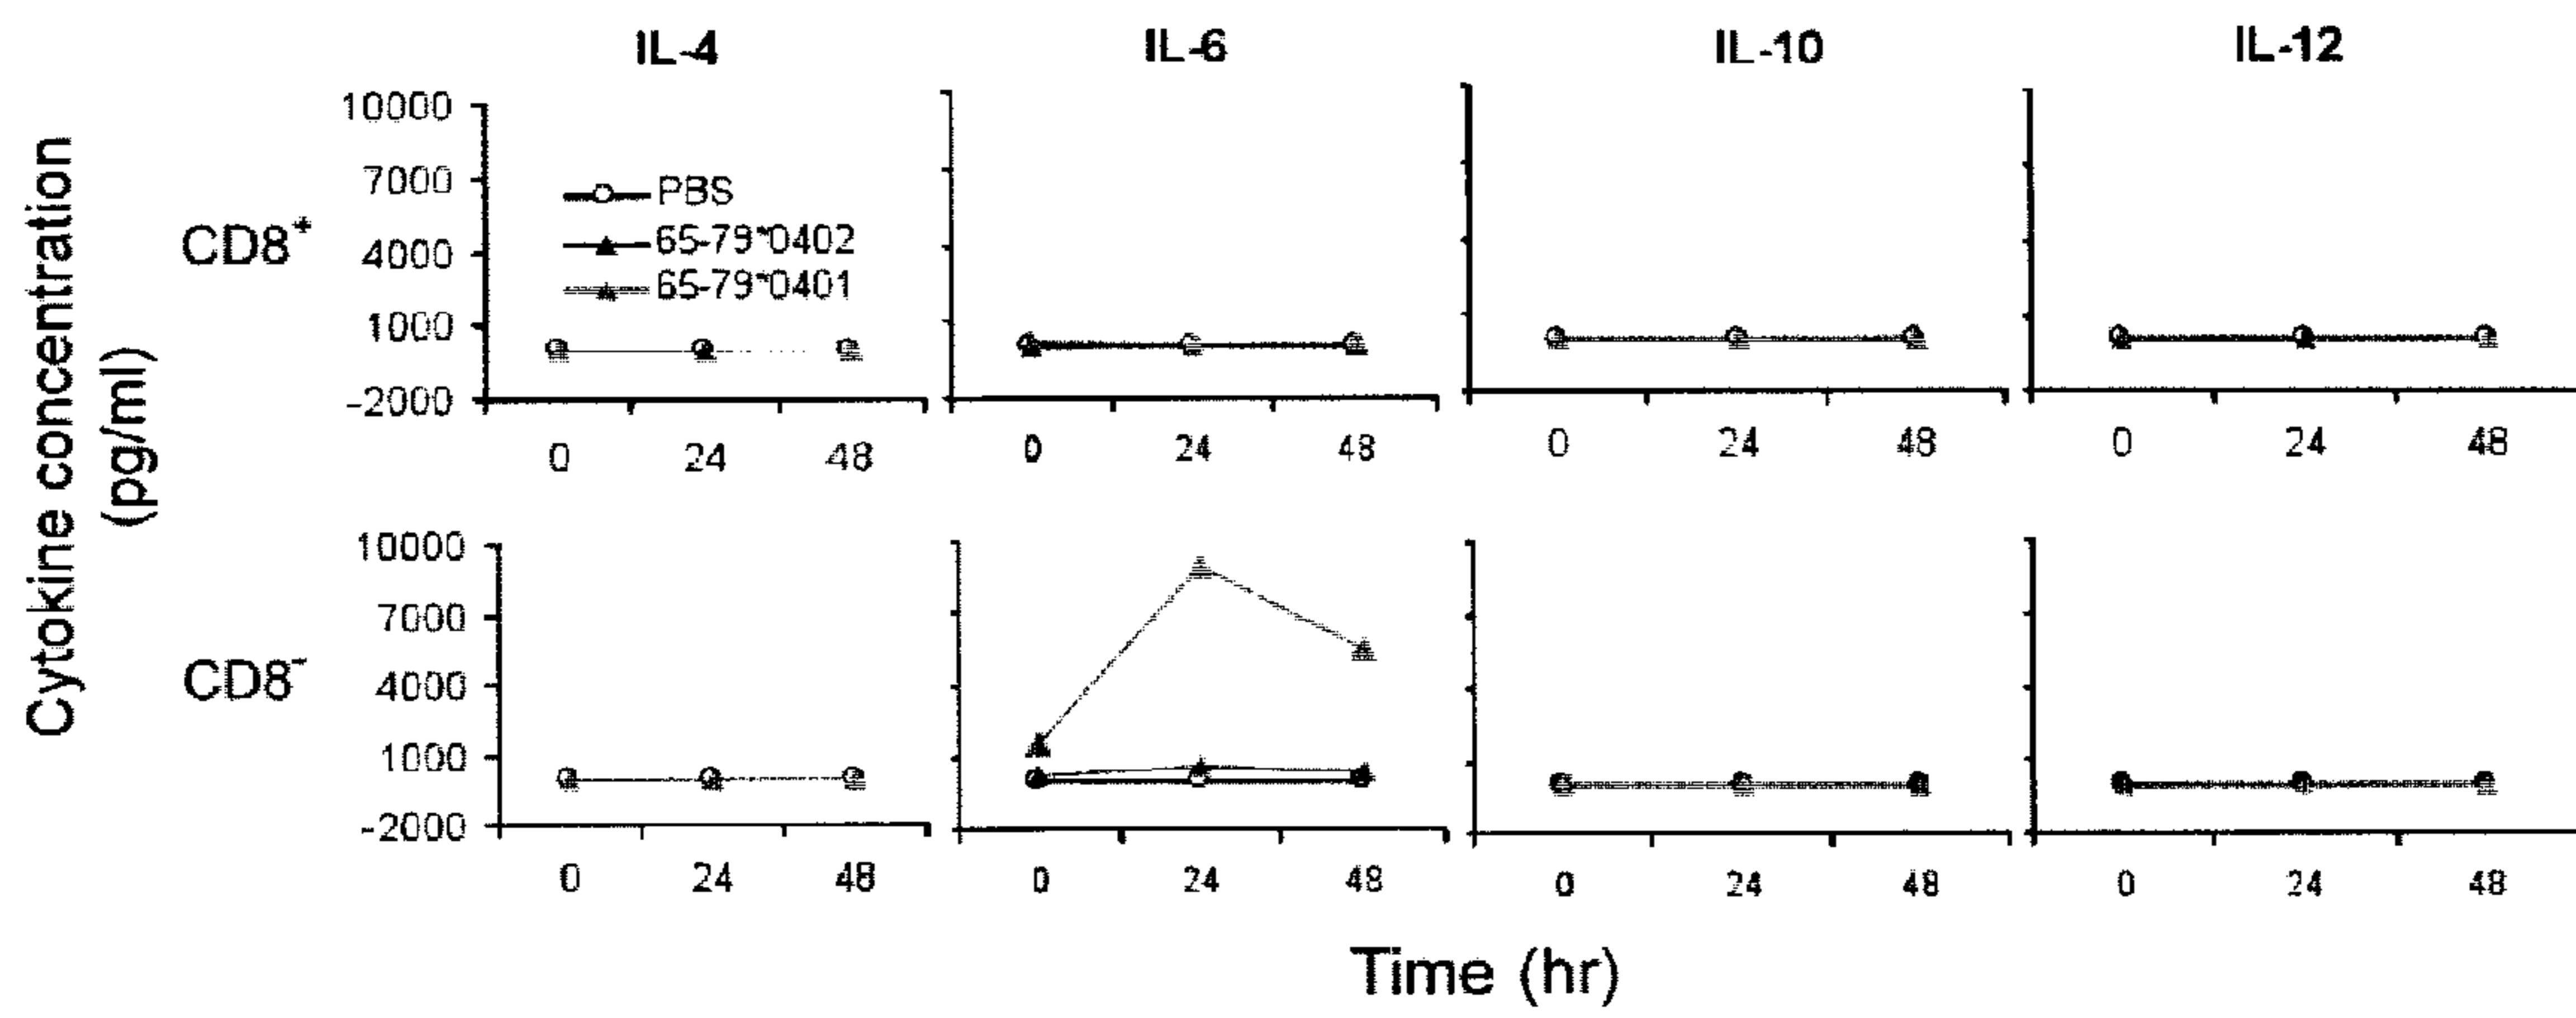 IL-4 IL-6 IL-10 IL-12
Cytokine concentration
(pg/ml)
CD8+
10000
7000
4000
1000
-2000
PBS
65-79*0402
65-79*0401
0 24 48 0 24 48 0 24 48 0 24 48
CD8-
10000
7000
4000
1000
-2000
0 24 48 0 24 48 0 24 48 0 24 48
Time (hr)